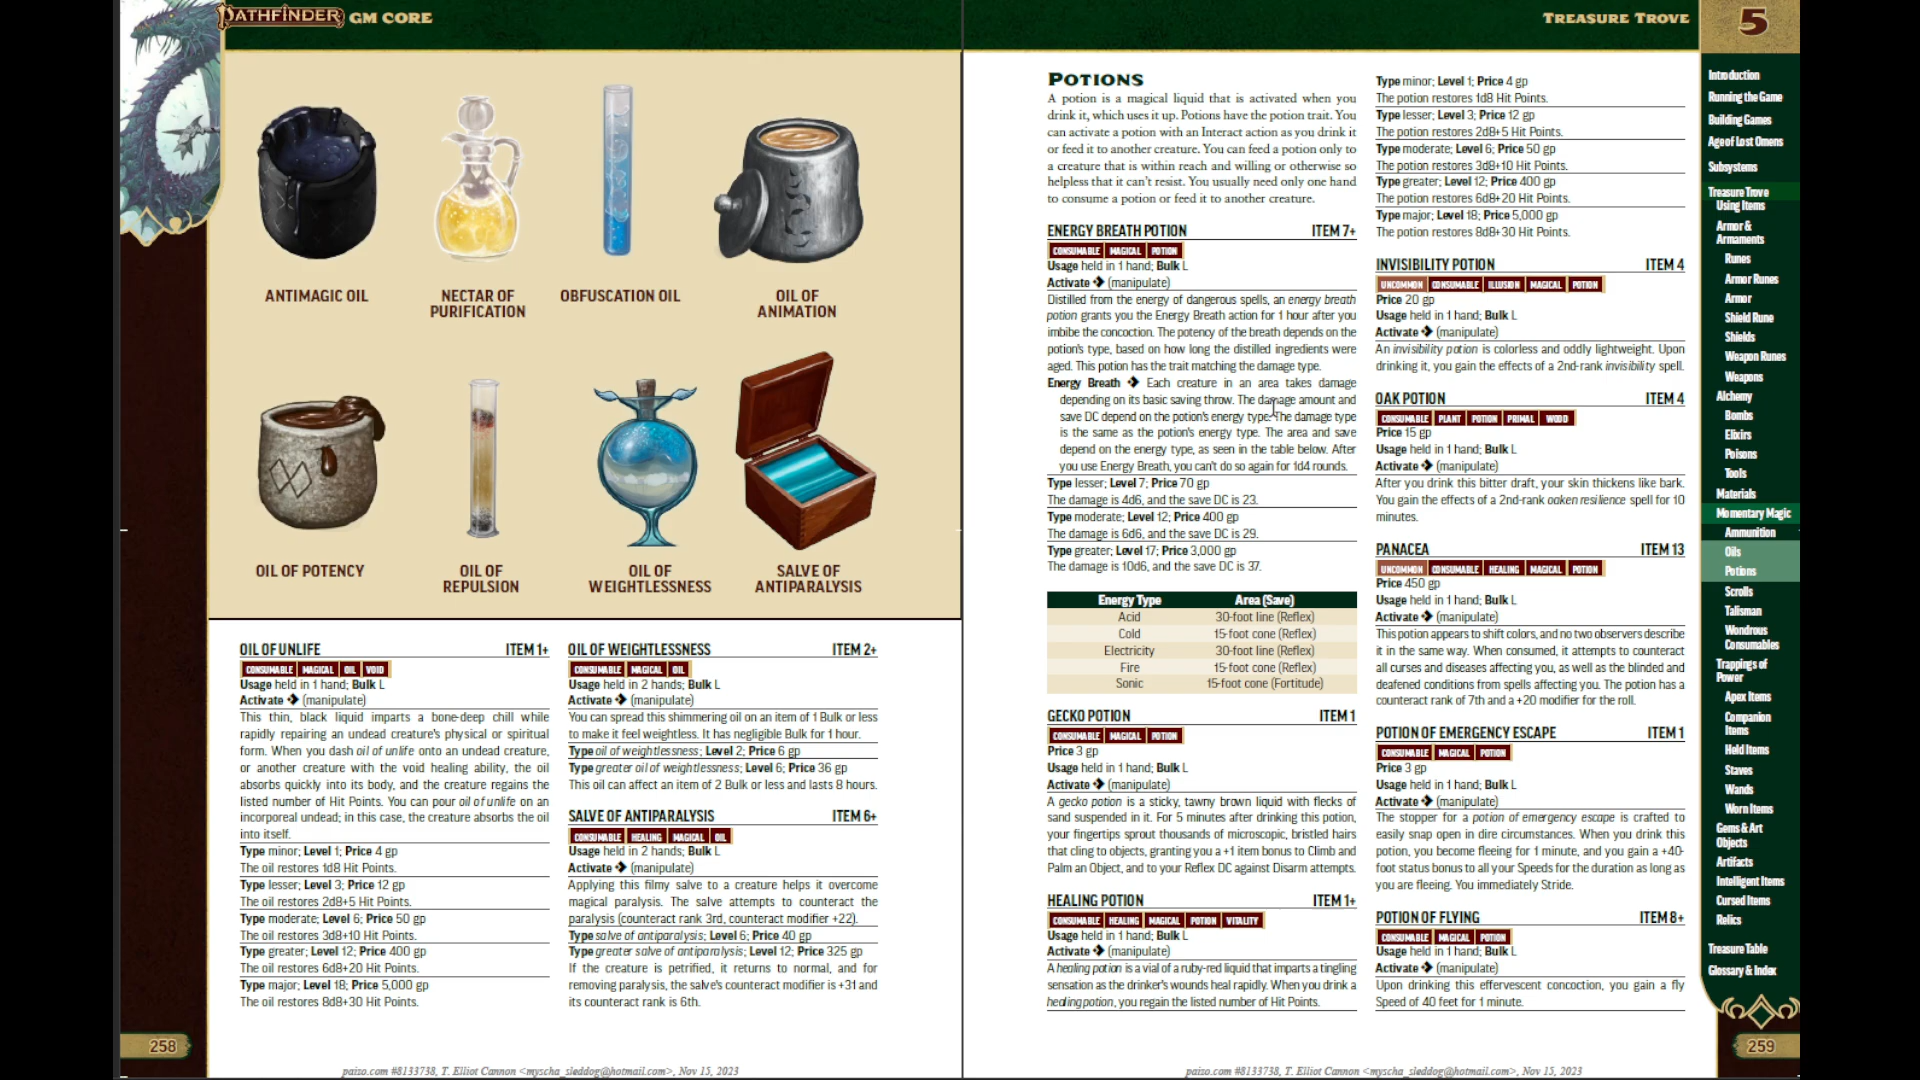 PATHFINDER GM CORE
ANTIMAGIC OIL
NECTAR OF
PURIFICATION
OBFUSCATION OIL
OIL OF
ANIMATION
OIL OF POTENCY
OIL OF
REPULSION
OIL OF
WEIGHTLESSNESS
SALVE OF
ANTIPARALYSIS
OIL OF UNLIFE ITEM 1+
CONSUMABLE MAGICAL OIL VOID
Usage held in 1 hand; Bulk L
Activate (manipulate)
This thin, black liquid imparts a bone-deep chill while
rapidly repairing an undead creature's physical or spiritual
form. When you dash oil of unlife onto an undead creature,
or another creature with the void healing ability, the oil
absorbs quickly into its body, and the creature regains the
listed number of Hit Points. You can pour oil of unlife on an
incorporeal undead; in this case, the creature absorbs the oil
into itself.
Type minor; Level 1; Price 4 gp
The oil restores 1d8 Hit Points.
Type lesser; Level 3; Price 12 gp
The oil restores 2d8+5 Hit Points.
Type moderate; Level 6; Price 50 gp
The oil restores 3d8+10 Hit Points.
Type greater; Level 12; Price 400 gp
The oil restores 6d8+20 Hit Points.
Type major; Level 18; Price 5,000 gp
The oil restores 8d8+30 Hit Points.
OIL OF WEIGHTLESSNESS ITEM 2+
CONSUMABLE MAGICAL OIL
Usage held in 2 hands; Bulk L
Activate (manipulate)
You can spread this shimmering oil on an item of 1 Bulk or less
to make it feel weightless. It has negligible Bulk for 1 hour.
Type oil of weightlessness; Level 2; Price 6 gp
Type greater oil of weightlessness; Level 6; Price 36 gp
This oil can affect an item of 2 Bulk or less and lasts 8 hours.
SALVE OF ANTIPARALYSIS ITEM 6+
CONSUMABLE HEALING MAGICAL OIL
Usage held in 2 hands; Bulk L
Activate (manipulate)
Applying this filmy salve to a creature helps it overcome
magical paralysis. The salve attempts to counteract the
paralysis (counteract rank 3rd, counteract modifier +22).
Type salve of antiparalysis; Level 6; Price 40 gp
Type greater salve of antiparalysis; Level 12; Price 325 gp
If the creature is petrified, it returns to normal, and for
removing paralysis, the salve's counteract modifier is +31 and
its counteract rank is 6th.
258
paizo.com #8133738, T. Elliot Cannon <myscha_sleddog@hotmail.com>, Nov 15, 2023
TREASURE TROVE
5
POTIONS
A potion is a magical liquid that is activated when you
drink it, which uses it up. Potions have the potion trait. You
can activate a potion with an Interact action as you drink it
or feed it to another creature. You can feed a potion only to
a creature that is within reach and willing or otherwise so
helpless that it can't resist. You usually need only one hand
to consume a potion or feed it to another creature.
ENERGY BREATH POTION ITEM 7+
CONSUMABLE MAGICAL POTION
Usage held in 1 hand; Bulk L
Activate (manipulate)
Distilled from the energy of dangerous spells, an energy breath
potion grants you the Energy Breath action for 1 hour after you
imbibe the concoction. The potency of the breath depends on the
potion's type, based on how long the distilled ingredients were
aged. This potion has the trait matching the damage type.
Energy Breath Each creature in an area takes damage
depending on its basic saving throw. The damage amount and
save DC depend on the potion's energy type. The damage type
is the same as the potion's energy type. The area and save
depend on the energy type, as seen in the table below. After
you use Energy Breath, you can't do so again for 1d4 rounds.
Type lesser; Level 7; Price 70 gp
The damage is 4d6, and the save DC is 23.
Type moderate; Level 12; Price 400 gp
The damage is 6d6, and the save DC is 29.
Type greater; Level 17; Price 3,000 gp
The damage is 10d6, and the save DC is 37.
Energy Type Area (Save)
Acid 30-foot line (Reflex)
Cold 15-foot cone (Reflex)
Electricity 30-foot line (Reflex)
Fire 15-foot cone (Reflex)
Sonic 15-foot cone (Fortitude)
GECKO POTION ITEM 1
CONSUMABLE MAGICAL POTION
Price 3 gp
Usage held in 1 hand; Bulk L
Activate (manipulate)
A gecko potion is a sticky, tawny brown liquid with flecks of
sand suspended in it. For 5 minutes after drinking this potion,
your fingertips sprout thousands of microscopic, bristled hairs
that cling to objects, granting you a +1 item bonus to Climb and
Palm an Object, and to your Reflex DC against Disarm attempts.
HEALING POTION ITEM 1+
CONSUMABLE HEALING MAGICAL POTION VITALITY
Usage held in 1 hand; Bulk L
Activate (manipulate)
A healing potion is a vial of a ruby-red liquid that imparts a tingling
sensation as the drinker's wounds heal rapidly. When you drink a
healing potion, you regain the listed number of Hit Points.
Type minor; Level 1; Price 4 gp
The potion restores 1d8 Hit Points.
Type lesser; Level 3; Price 12 gp
The potion restores 2d8+5 Hit Points.
Type moderate; Level 6; Price 50 gp
The potion restores 3d8+10 Hit Points.
Type greater; Level 12; Price 400 gp
The potion restores 6d8+20 Hit Points.
Type major; Level 18; Price 5,000 gp
The potion restores 8d8+30 Hit Points.
INVISIBILITY POTION ITEM 4
UNCOMMON CONSUMABLE ILLUSION MAGICAL POTION
Price 20 gp
Usage held in 1 hand; Bulk L
Activate (manipulate)
An invisibility potion is colorless and oddly lightweight. Upon
drinking it, you gain the effects of a 2nd-rank invisibility spell.
OAK POTION ITEM 4
CONSUMABLE PLANT POTION PRIMAL WOOD
Price 15 gp
Usage held in 1 hand; Bulk L
Activate (manipulate)
After you drink this bitter draft, your skin thickens like bark.
You gain the effects of a 2nd-rank oaken resilience spell for 10
minutes.
PANACEA ITEM 13
UNCOMMON CONSUMABLE HEALING MAGICAL POTION
Price 450 gp
Usage held in 1 hand; Bulk L
Activate (manipulate)
This potion appears to shift colors, and no two observers describe
it in the same way. When consumed, it attempts to counteract
all curses and diseases affecting you, as well as the blinded and
deafened conditions from spells affecting you. The potion has a
counteract rank of 7th and a +20 modifier for the roll.
POTION OF EMERGENCY ESCAPE ITEM 1
CONSUMABLE MAGICAL POTION
Price 3 gp
Usage held in 1 hand; Bulk L
Activate (manipulate)
The stopper for a potion of emergency escape is crafted to
easily snap open in dire circumstances. When you drink this
potion, you become fleeing for 1 minute, and you gain a +40-
foot status bonus to all your Speeds for the duration as long as
you are fleeing. You immediately Stride.
POTION OF FLYING ITEM 8+
CONSUMABLE MAGICAL POTION
Usage held in 1 hand; Bulk L
Activate (manipulate)
Upon drinking this effervescent concoction, you gain a fly
Speed of 40 feet for 1 minute.
Introduction
Running the Game
Building Games
Age of Lost Omens
Subsystems
Treasure Trove
Using Items
Armor &
Armaments
Runes
Armor Runes
Armor
Shield Rune
Shields
Weapon Runes
Weapons
Alchemy
Bombs
Elixirs
Poisons
Tools
Materials
Momentary Magic
Ammunition
Oils
Potions
Scrolls
Talisman
Wondrous
Consumables
Trappings of
Power
Apex Items
Companion
Items
Held Items
Staves
Wands
Worn Items
Gems & Art
Objects
Artifacts
Intelligent Items
Cursed Items
Relics
Treasure Table
Glossary & Index
259
paizo.com #8133738, T. Elliot Cannon <myscha_sleddog@hotmail.com>, Nov 15, 2023